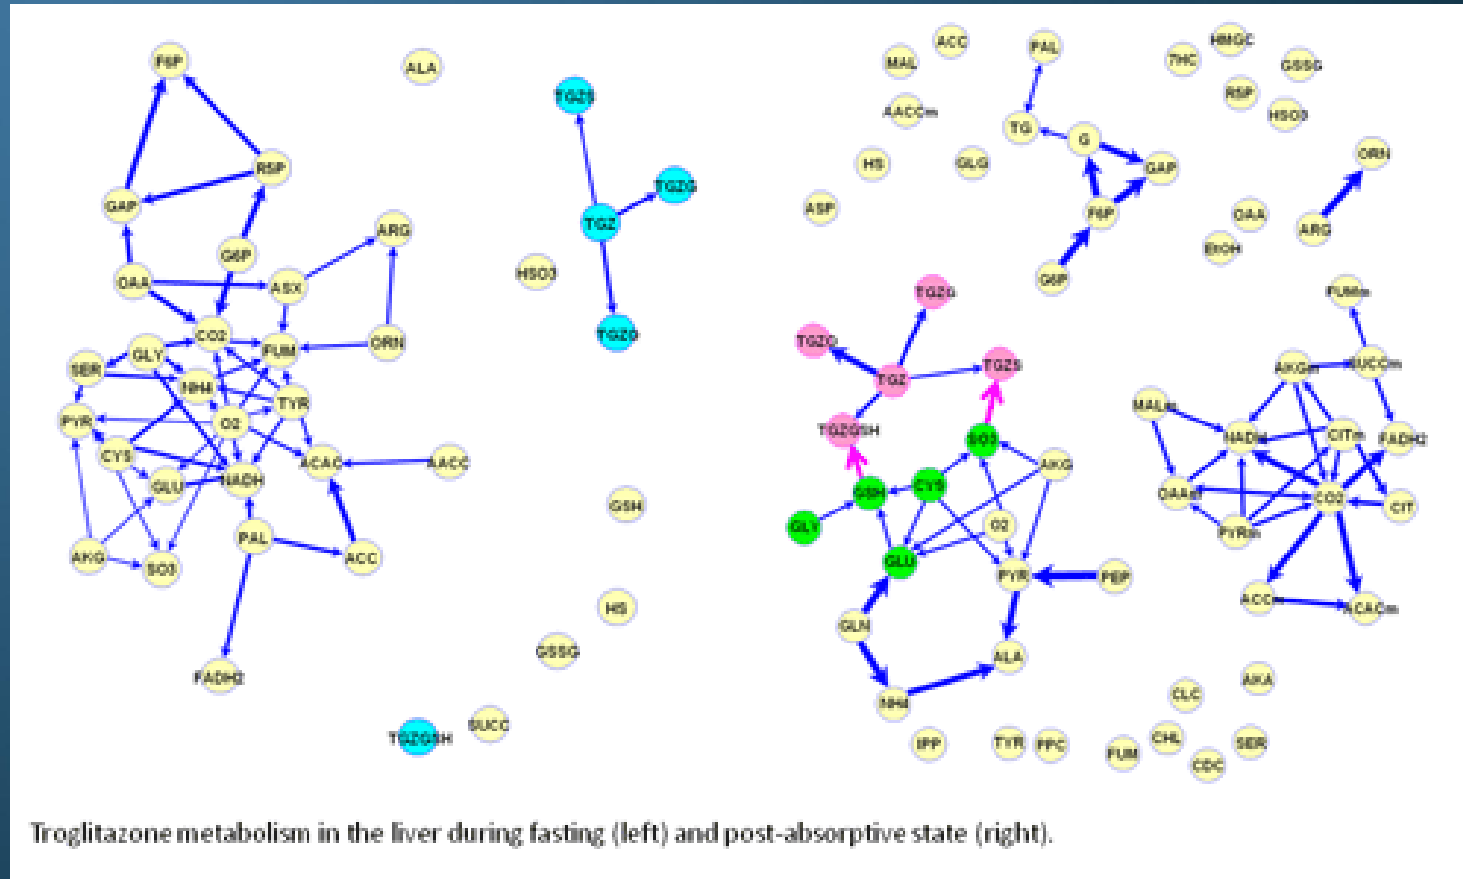 F6P
ALA
TGZS
R5P
TGZG
GAP
TGZ
ARG
G6P
HSO3
OAA
ASX
TGZO
CO2
ORN
GLY
FUM
SER
NH4
TYR
PYR
O2
CYS
ACAC
AACC
GLU
NADH
GSH
PAL
AKG
SO3
ACC
HS
GSSG
FADH2
SUCC
TGZGSH
ACC
PAL
HMGC
MAL
THC
GSSG
R5P
AACCm
HSO3
TG
G
ORN
HS
GLG
GAP
ASP
F6P
OAA
ARG
EtOH
G6P
TGZG
FUMm
TGZO
TGZS
AKGm
SUCCm
TGZ
MALm
TGZGSH
SO3
NADH
CITm
FADH2
AKG
GSH
CYS
OAAm
CO2
CIT
GLY
O2
PYRm
GLU
PYR
PEP
ACCm
ACACm
GLN
ALA
NH4
AKA
CLC
IPP
TYR
PPC
FUM
CHL
SER
CDC
Troglitazone metabolism in the liver during fasting (left) and post-absorptive state (right).